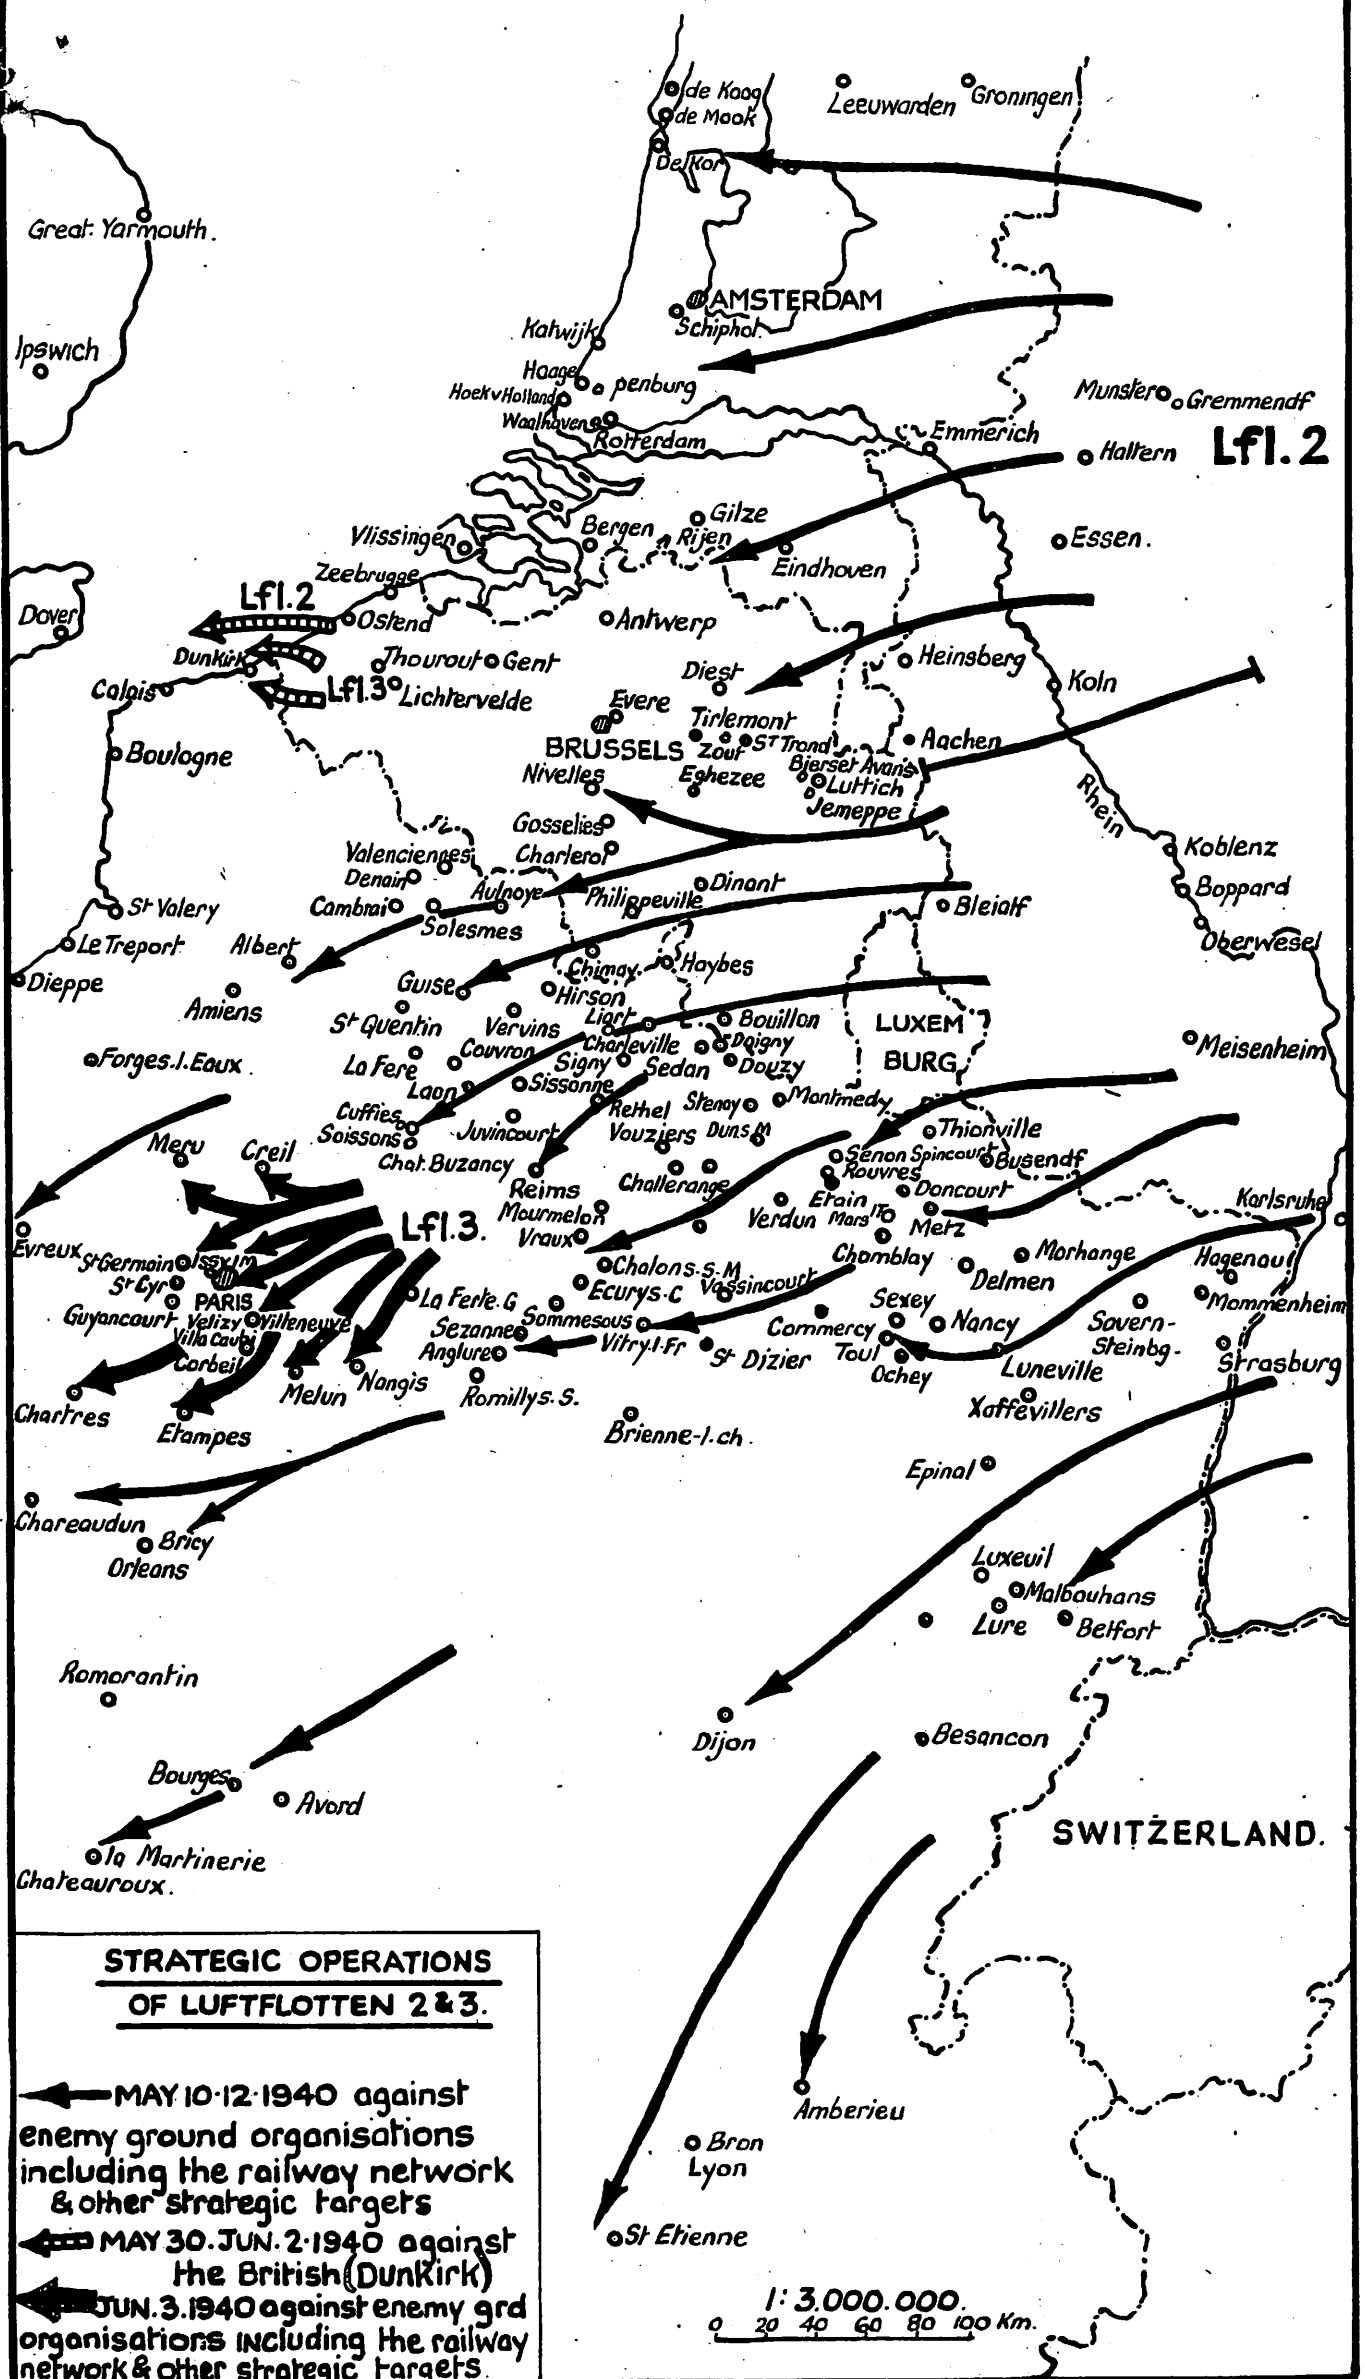 de Koog
de Mook
De Kor
Leeuwarden
Groningen
Great. Yarmouth.
AMSTERDAM
Schiphol.
Katwijk
Ipswich
Haage
penburg
Hoek v Holland
Waalhaven
Rotterdam
Munster
Gremmendf
Emmerich
Haltern
Lfl.2
Gilze
Rijen
Bergen
Vlissingen
Essen.
Eindhoven
Zeebrugge
Lfl.2
Dover
Ostend
Antwerp
Dunkirk
Thourout
Gent
Heinsberg
Diest
Calais
Lfl.3
Lichtervelde
Koln
Evere
Tirlemont
BRUSSELS
Zouf
ST Trond
Aachen
Boulogne
Nivelles
Eghezee
Bierset Avans
Luttich
Jemeppe
Rhein
Gosselies
Charleroi
Koblenz
Valenciennes
Denain
Aulnoye
Philippeville
Dinant
Boppard
St Valery
Cambrai
Solesmes
Bleialf
Le Treport
Albert
Oberwesel
Dieppe
Guise
Chimay
Haybes
Hirson
Amiens
St Quentin
Vervins
Liart
Bouillon
LUXEM
BURG
Forges.l.Eaux.
La Fere
Couvron
Charleville
Daigny
Signy
Sedan
Douzy
Meisenheim
Laon
Sissonne
Rethel
Stenay
Montmedy
Cuffies
Soissons
Juvincourt
Vouziers
Duns M
Thionville
Meru
Creil
Chat. Buzancy
Senon
Spincourt
Busendf
Reims
Challerange
Rouvres
Etain
Doncourt
Karlsruhe
Lfl.3.
Mourmelon
Verdun
Mars l T
Metz
Evreux
St Germain
Issy l M
Vraux
Chamblay
Morhange
Hagenau
St Cyr
Chalons.s.M
Delmen
PARIS
La Ferte.G
Ecurys-C
Vassincourt
Mommenheim
Guyancourt
Velizy
Villeneuve
Sommesous
Sexey
Nancy
Savern-
Steinbg-
Villa Caubl
Sezanne
Commercy
Corbeil
Anglure
Vitry-l-Fr
St Dizier
Toul
Ochey
Luneville
Strasburg
Melun
Nangis
Romilly s.s.
Xaffevillers
Chartres
Etampes
Brienne-l.ch.
Epinal
Chareaudun
Bricy
Orleans
Luxeuil
Malbouhans
Lure
Belfort
Romorantin
Dijon
Besancon
Bourges
Avord
SWITZERLAND.
la Martinerie
Chateauroux.
Amberieu
Bron
Lyon
St Etienne
STRATEGIC OPERATIONS
OF LUFTFLOTTEN 2 & 3.
MAY 10·12·1940 against
enemy ground organisations
including the railway network
& other strategic targets
MAY 30. JUN. 2·1940 against
the British (DUNKIRK)
JUN. 3. 1940 against enemy grd
organisations INCLUDING the railway
network & other strategic targets.
1: 3.000.000.
0 20 40 60 80 100 Km.